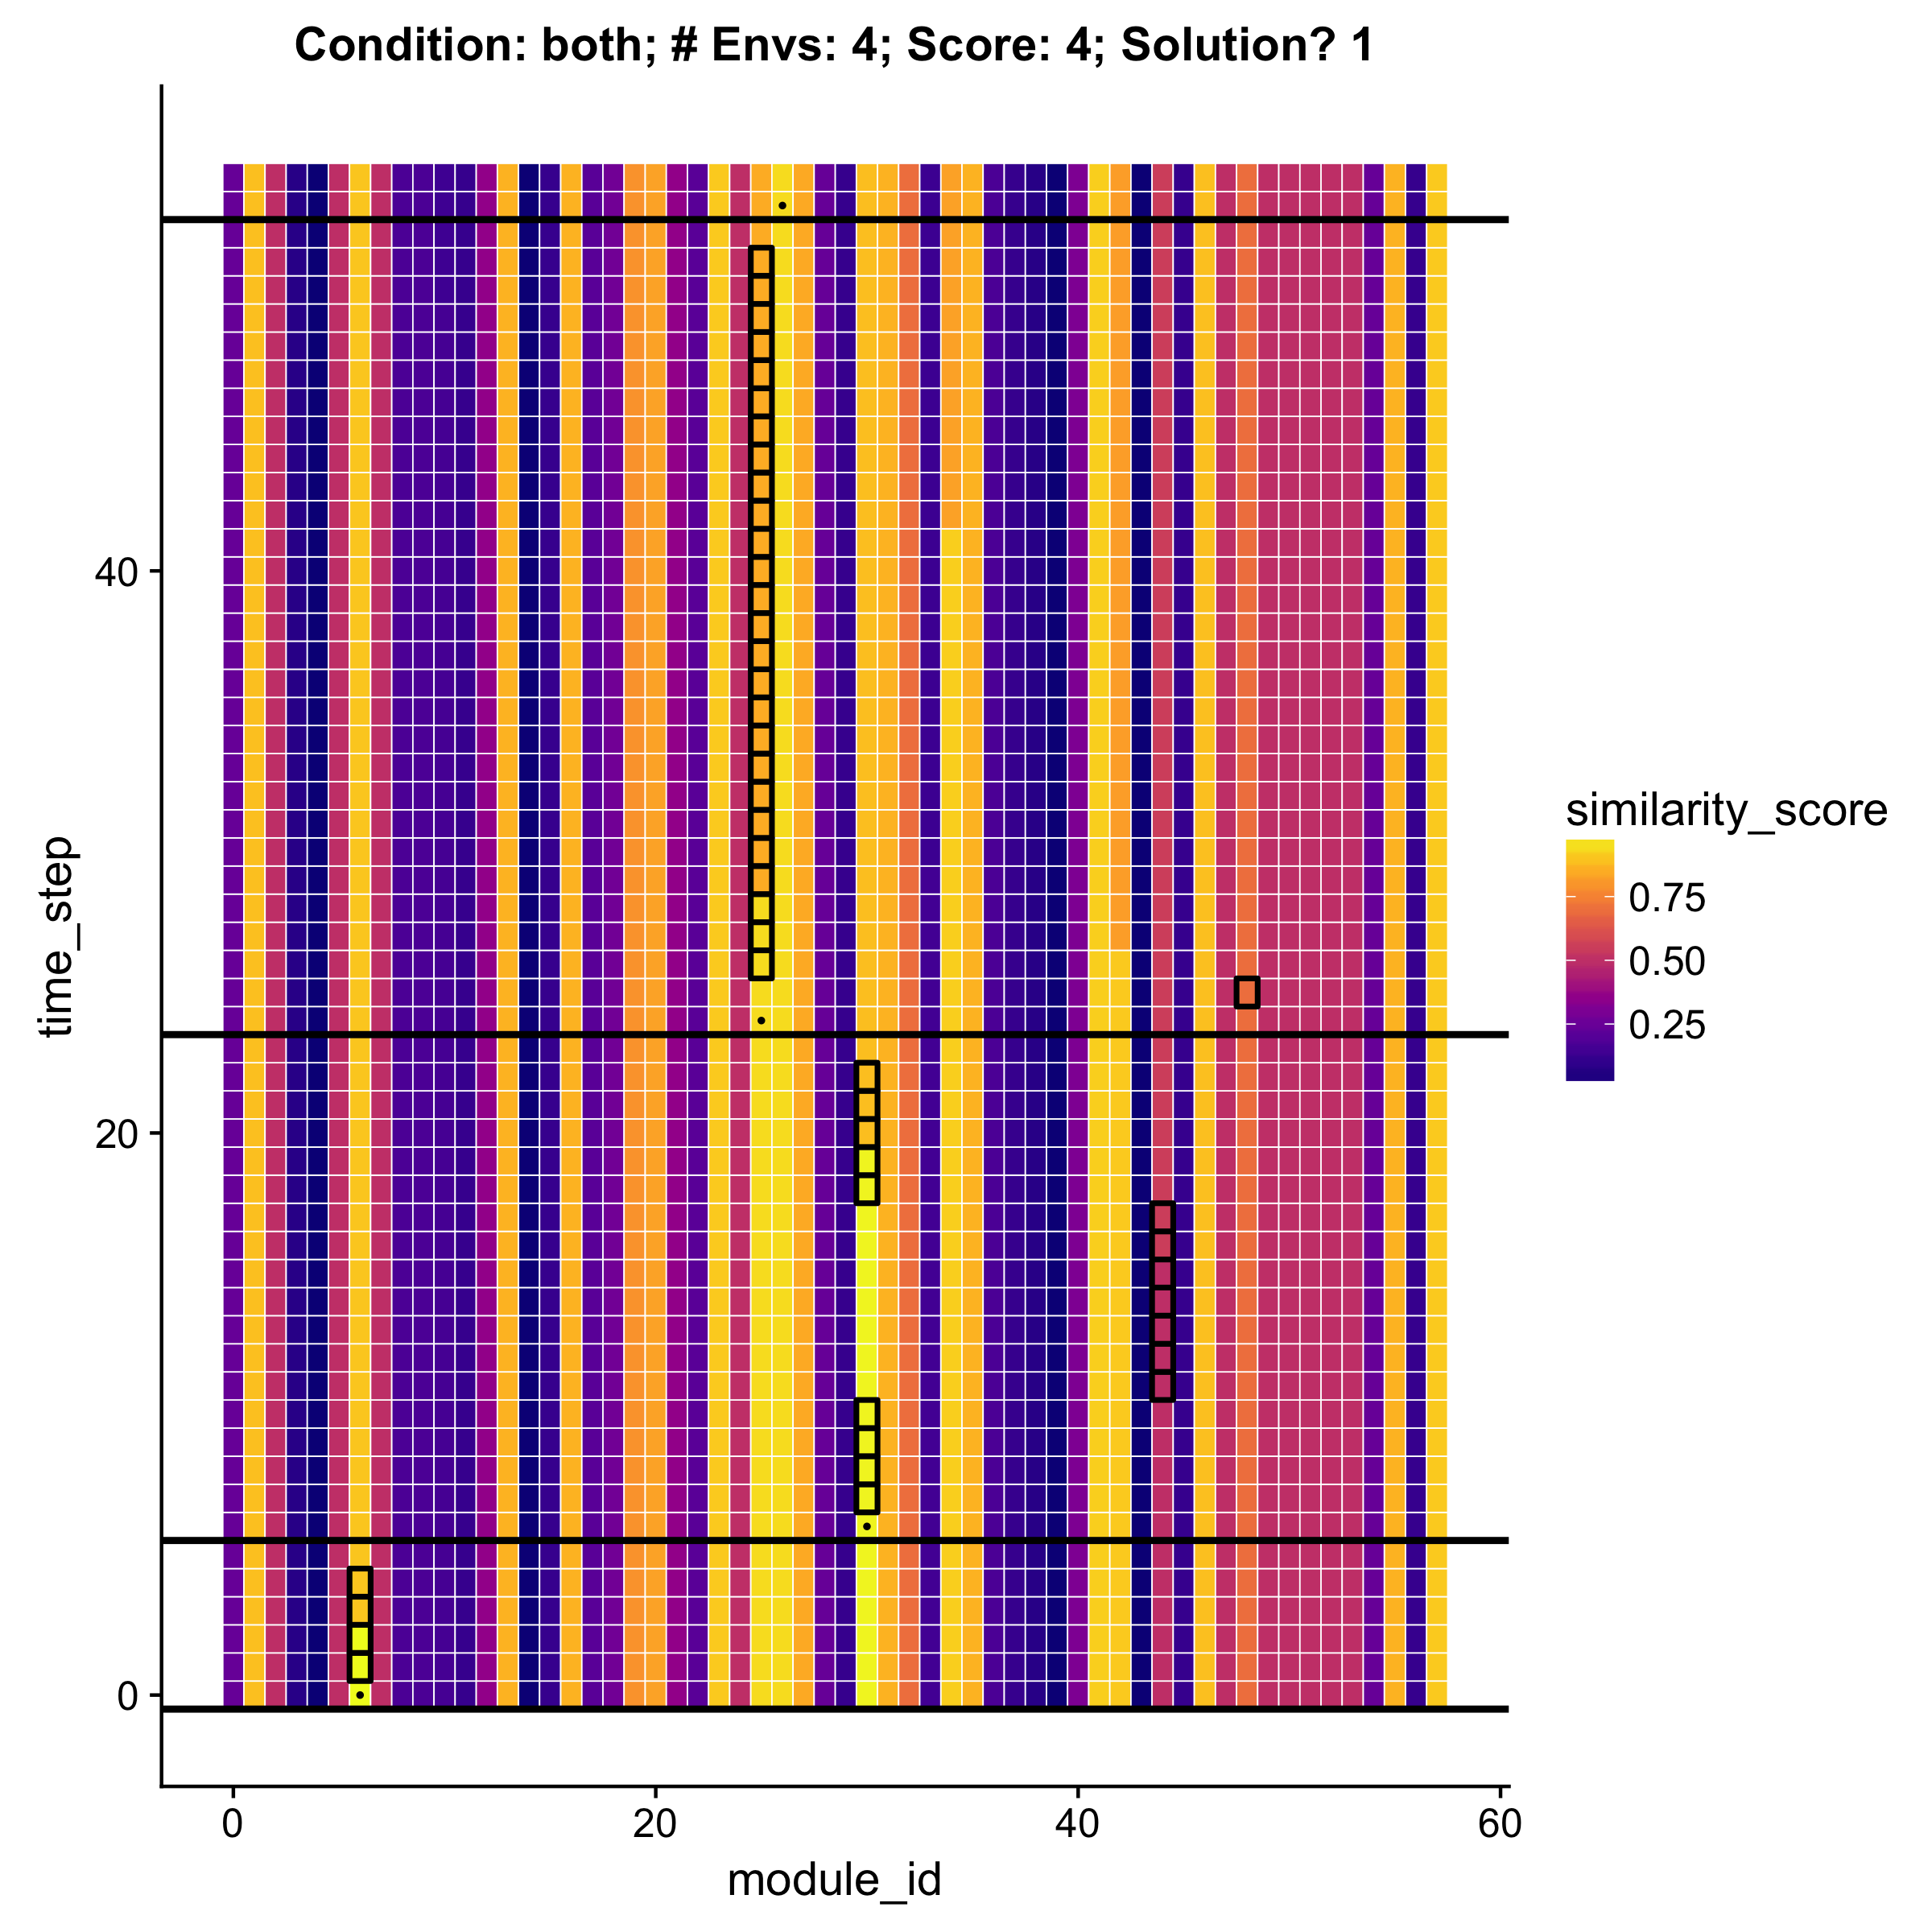 Condition: both; # Envs: 4; Score: 4; Solution? 1
time_step
40
20
0
0
20
40
60
module_id
similarity_score
0.75
0.50
0.25